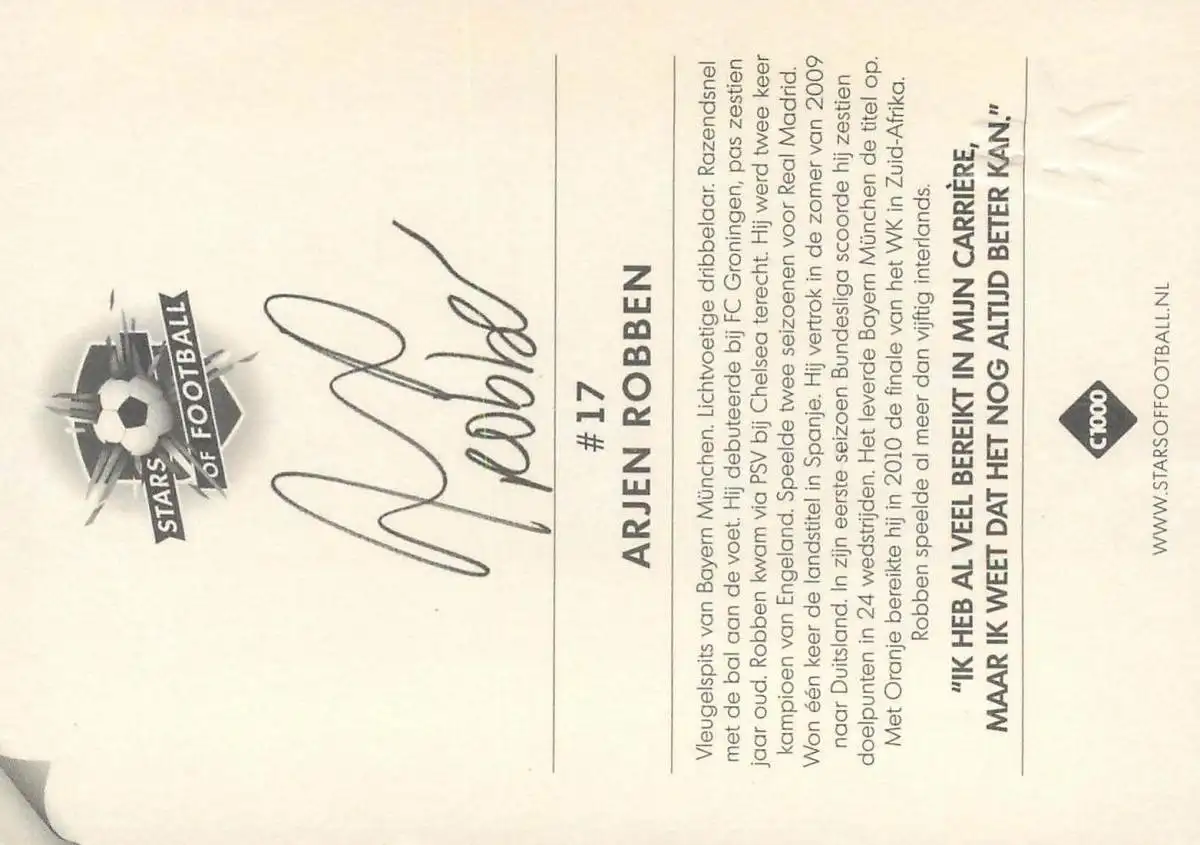 STARS
OF FOOTBALL
Robben
#17
ARJEN ROBBEN
Vleugelspits van Bayern München. Lichtvoetige dribbelaar. Razendsnel
met de bal aan de voet. Hij debuteerde bij FC Groningen, pas zestien
jaar oud. Robben kwam via PSV bij Chelsea terecht. Hij werd twee keer
kampioen van Engeland. Speelde twee seizoenen voor Real Madrid.
Won één keer de landstitel in Spanje. Hij vertrok in de zomer van 2009
naar Duitsland. In zijn eerste seizoen Bundesliga scoorde hij zestien
doelpunten in 24 wedstrijden. Het leverde Bayern München de titel op.
Met Oranje bereikte hij in 2010 de finale van het WK in Zuid-Afrika.
Robben speelde al meer dan vijftig interlands.
"IK HEB AL VEEL BEREIKT IN MIJN CARRIÈRE,
MAAR IK WEET DAT HET NOG ALTIJD BETER KAN."
C1000
WWW.STARSOFFOOTBALL.NL